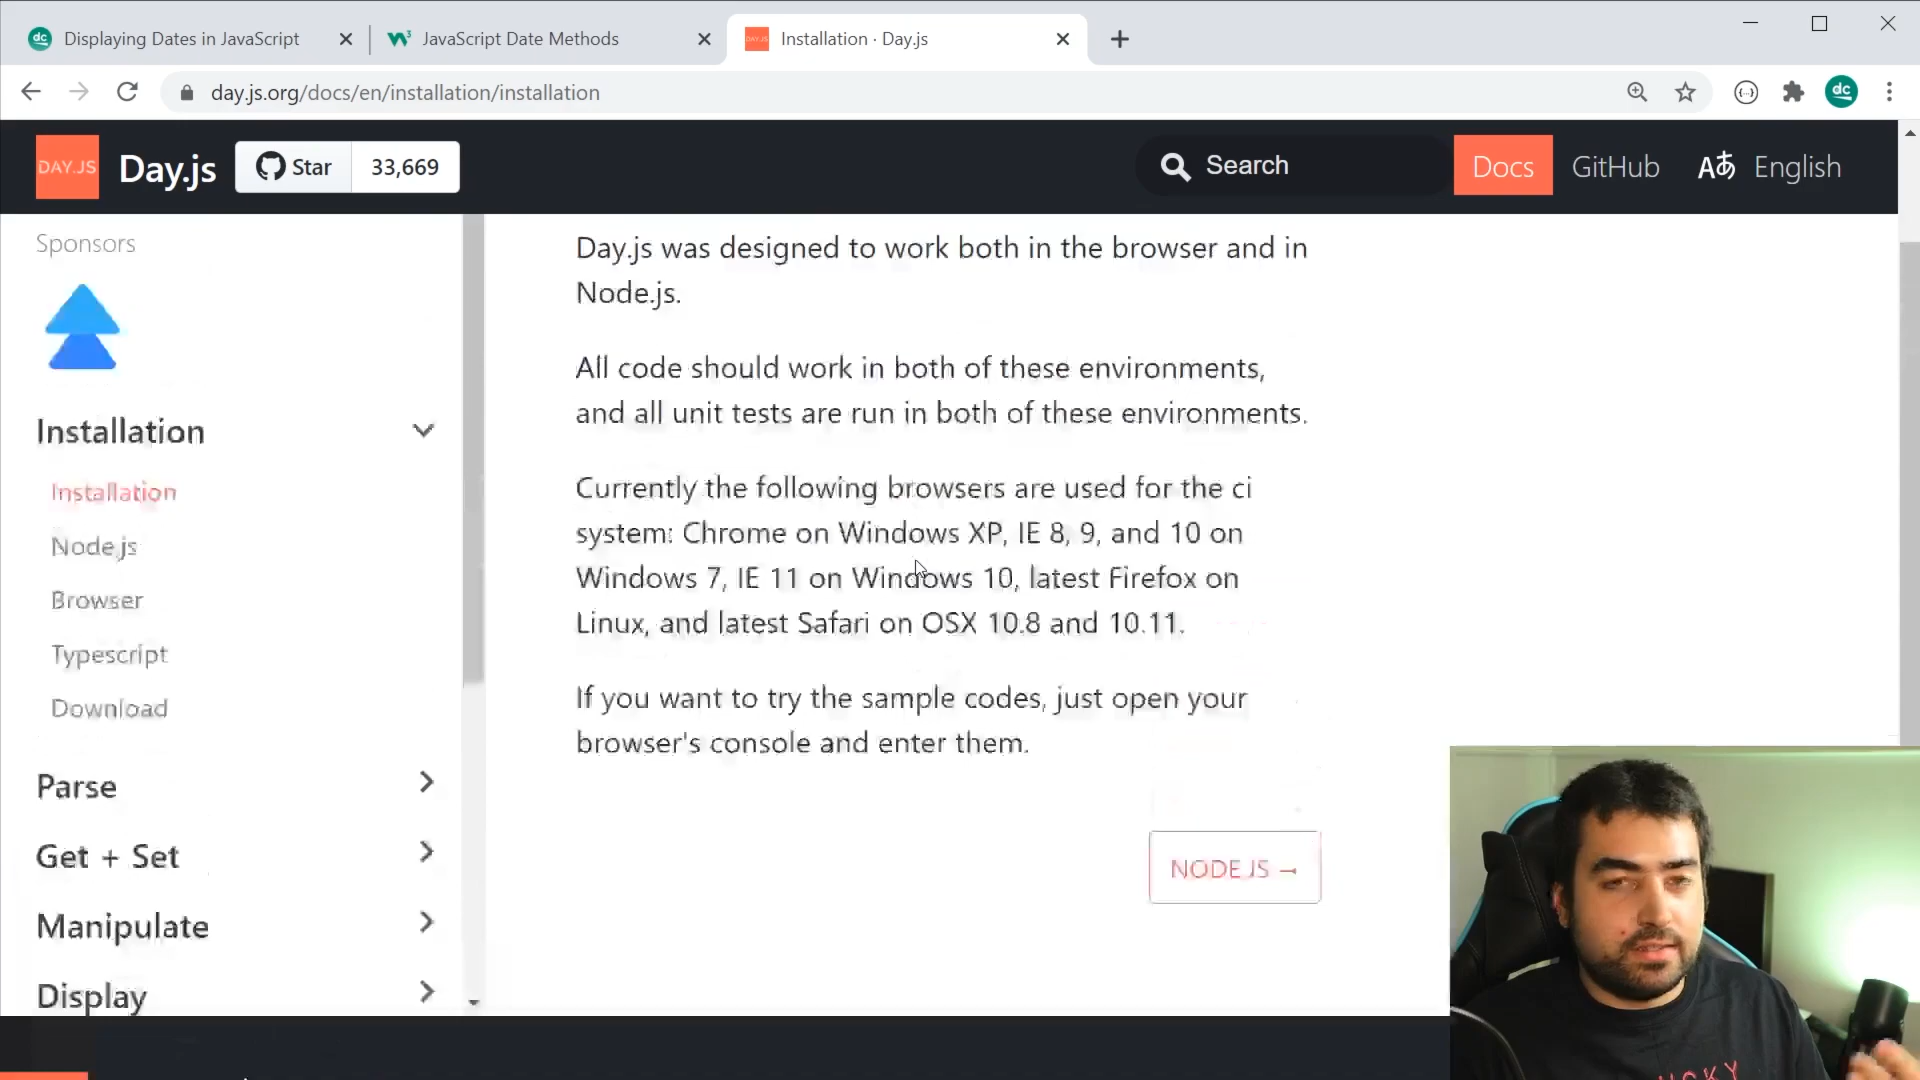 dc Displaying Dates in JavaScript
JavaScript Date Methods
DAY.JS Installation · Day.js
day.js.org/docs/en/installation/installation
dc
DAY.JS Day.js Star 33,669 Search Docs GitHub Aあ English
Sponsors
Installation
Installation
Node.js
Browser
Typescript
Download
Parse
Get + Set
Manipulate
Display
Day.js was designed to work both in the browser and in
Node.js.
All code should work in both of these environments,
and all unit tests are run in both of these environments.
Currently the following browsers are used for the ci
system: Chrome on Windows XP, IE 8, 9, and 10 on
Windows 7, IE 11 on Windows 10, latest Firefox on
Linux, and latest Safari on OSX 10.8 and 10.11.
If you want to try the sample codes, just open your
browser's console and enter them.
NODE.JS →